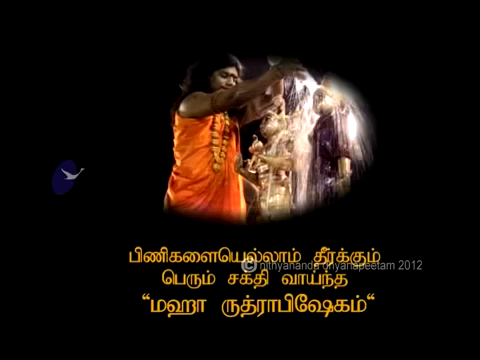 பிணிகளையெல்லாம் தீர்க்கும்
© nithyananda dhyanapeetam 2012
பெரும் சக்தி வாய்ந்த
“மஹா ருத்ராபிஷேகம்“